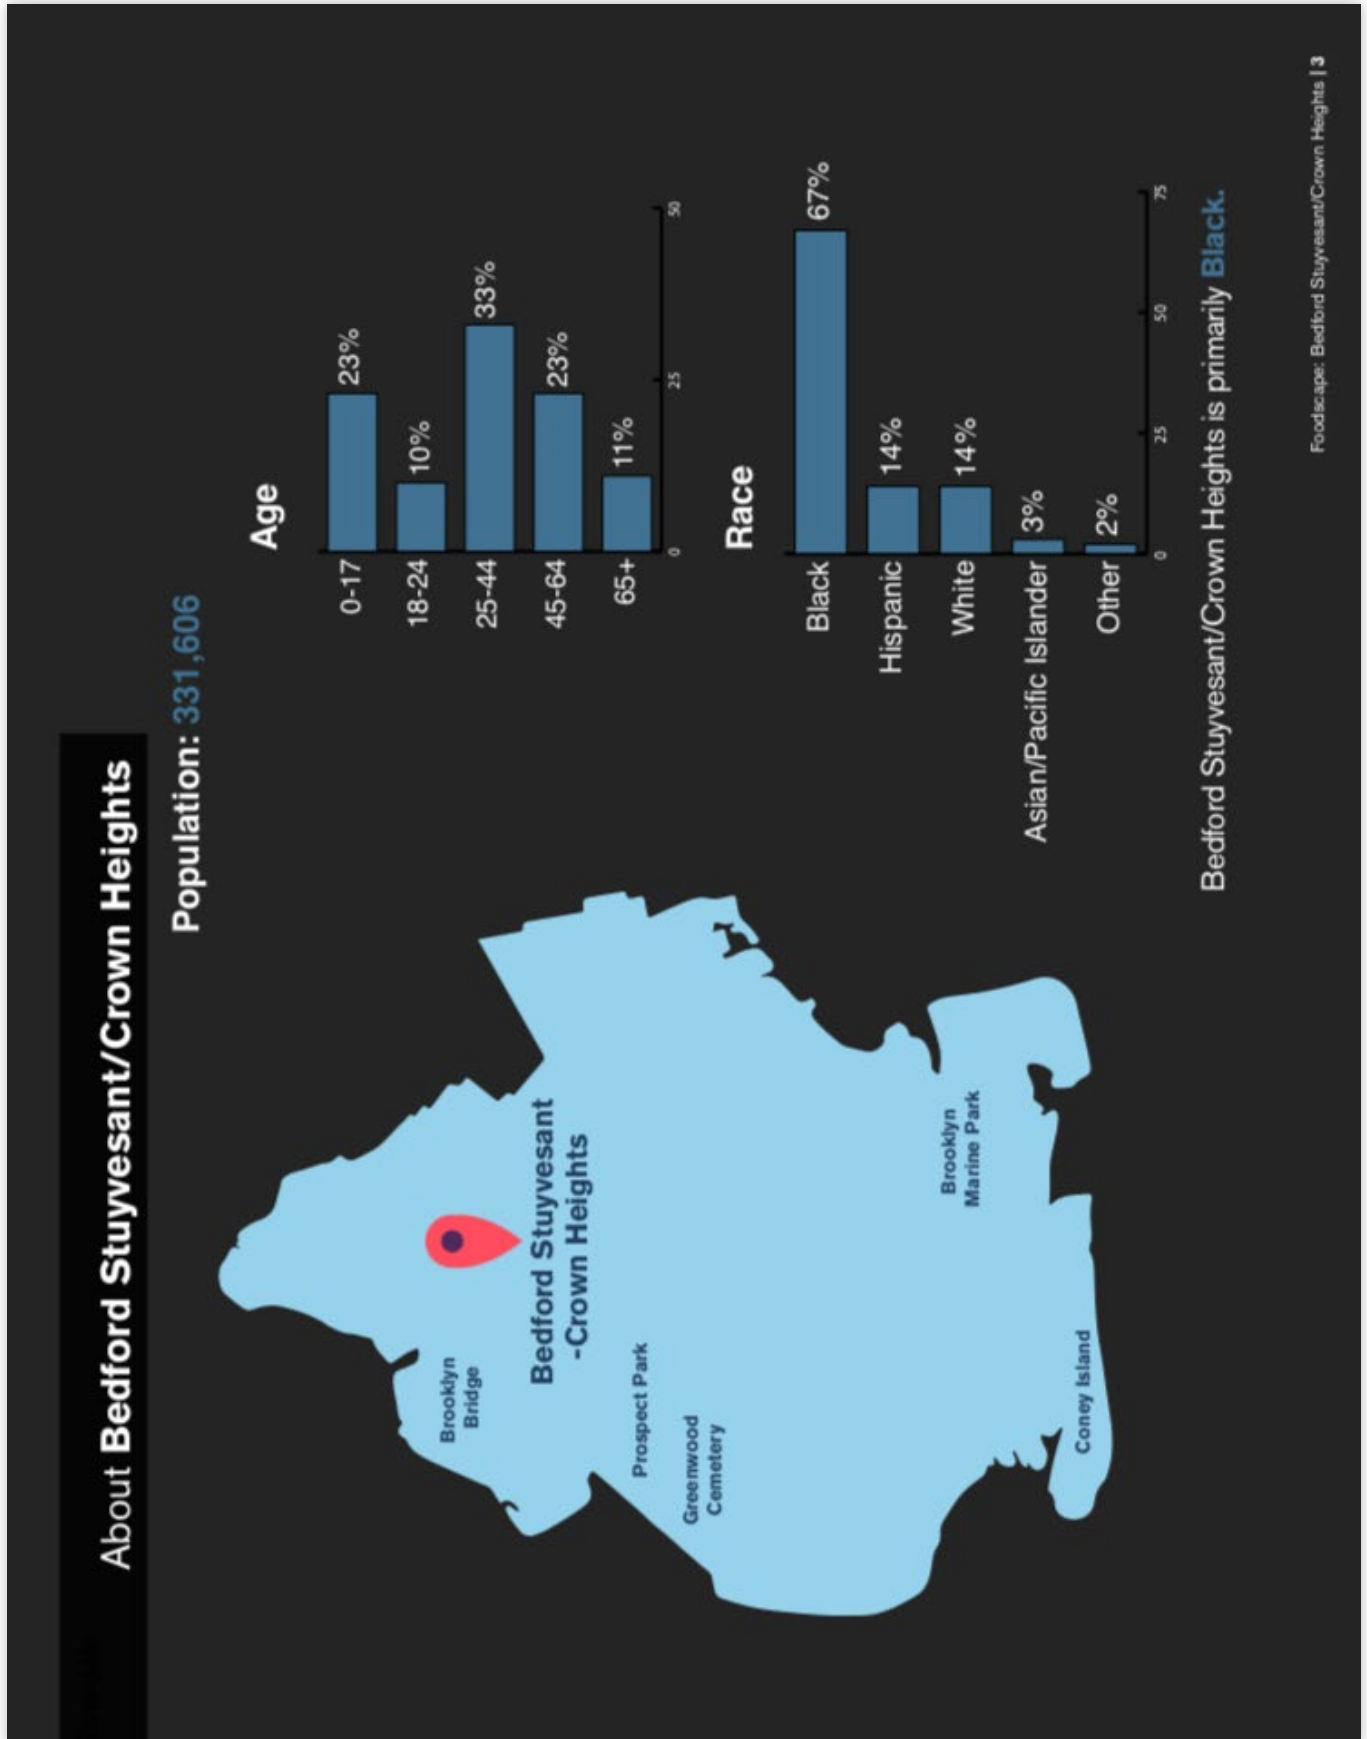 About Bedford Stuyvesant/Crown Heights
Population: 331,606
Brooklyn
Bridge
Bedford Stuyvesant
-Crown Heights
Prospect Park
Greenwood
Cemetery
Brooklyn
Marine Park
Coney Island
Age
0-17 23%
18-24 10%
25-44 33%
45-64 23%
65+ 11%
0 25 50
Race
Black 67%
Hispanic 14%
White 14%
Asian/Pacific Islander 3%
Other 2%
0 25 50 75
Bedford Stuyvesant/Crown Heights is primarily Black.
Foodscape: Bedford Stuyvesant/Crown Heights | 3